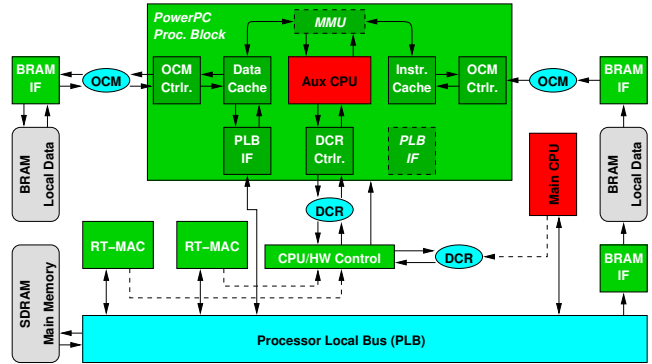 PowerPC
Proc. Block
MMU
BRAM
IF
OCM
OCM
Ctrlr.
Data
Cache
Aux CPU
Instr.
Cache
OCM
Ctrlr.
OCM
BRAM
IF
PLB
IF
DCR
Ctrlr.
PLB
IF
BRAM
Local Data
Main CPU
BRAM
Local Data
DCR
RT-MAC
RT-MAC
CPU/HW Control
DCR
BRAM
IF
SDRAM
Main Memory
Processor Local Bus (PLB)